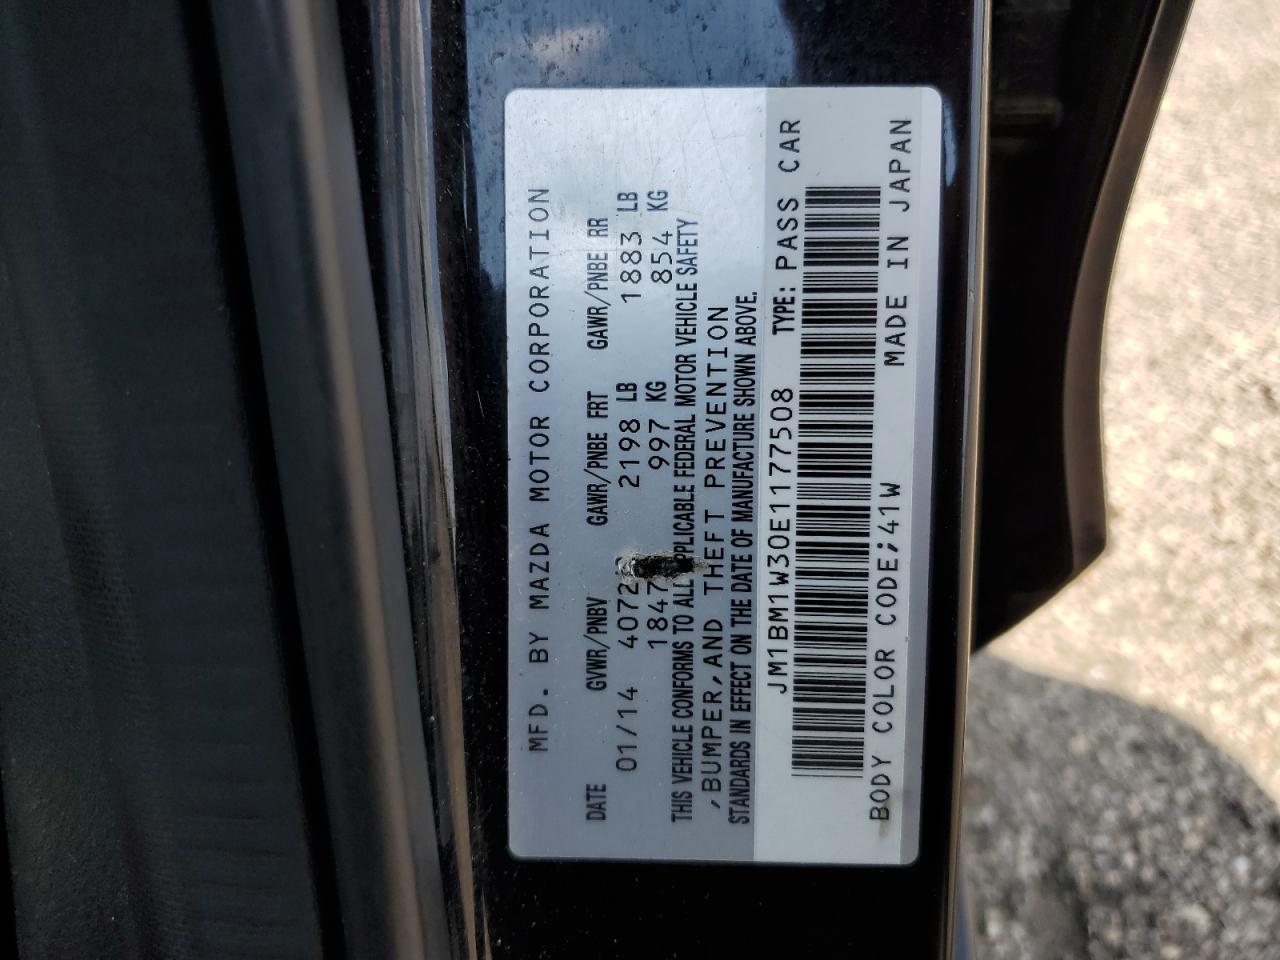 MFD. BY MAZDA MOTOR CORPORATION
DATE GVWR/PNBV GAWR/PNBE FRT GAWR/PNBE RR
01/14 4072 2198 LB 1883 LB
1847 997 KG 854 KG
THIS VEHICLE CONFORMS TO ALL APPLICABLE FEDERAL MOTOR VEHICLE SAFETY
,BUMPER,AND THEFT PREVENTION
STANDARDS IN EFFECT ON THE DATE OF MANUFACTURE SHOWN ABOVE.
JM1BM1W30E1177508 TYPE: PASS CAR
BODY COLOR CODE;41W MADE IN JAPAN